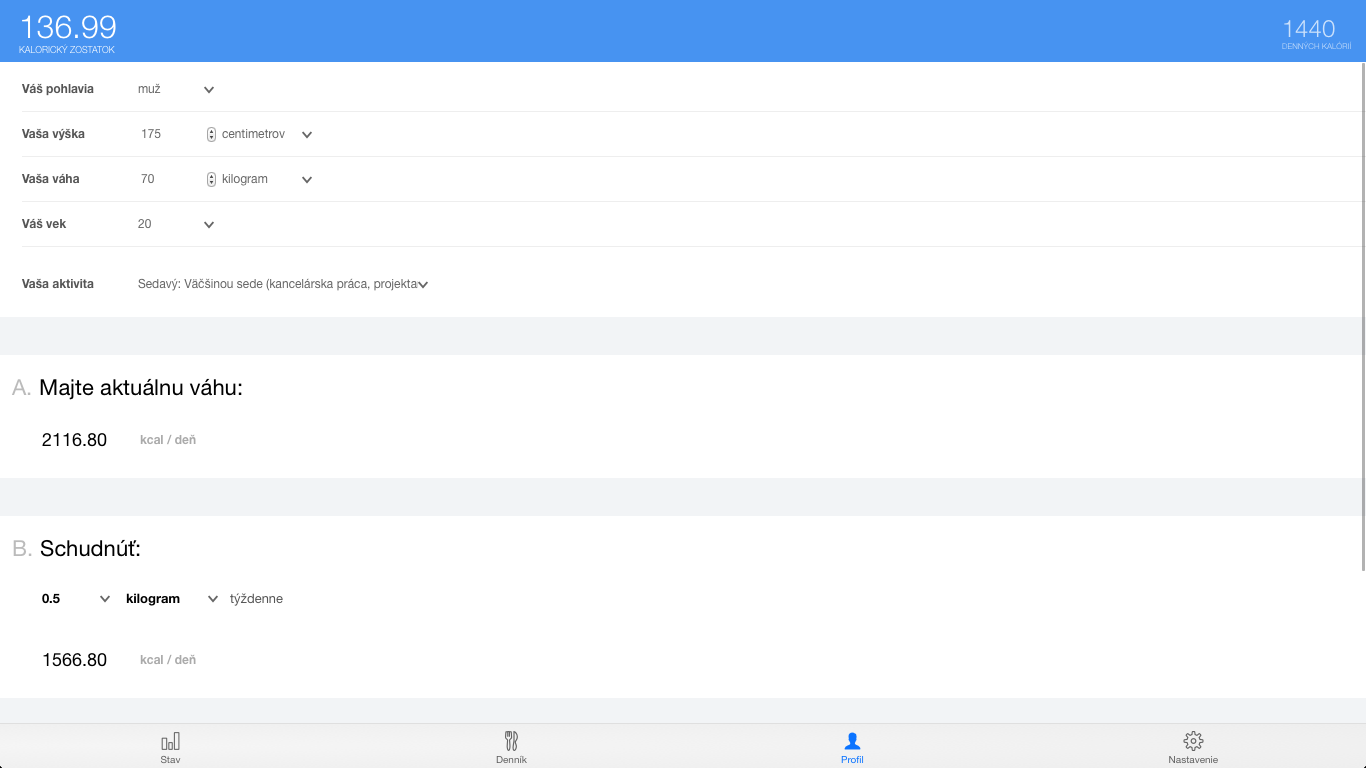 136.99
KALORICKÝ ZOSTATOK
1440
DENNÝCH KALÓRIÍ
Váš pohlavia muž
Vaša výška 175 centimetrov
Vaša váha 70 kilogram
Váš vek 20
Vaša aktivita Sedavý: Väčšinou sede (kancelárska práca, projekta
A. Majte aktuálnu váhu:
2116.80 kcal / deň
B. Schudnúť:
0.5 kilogram týždenne
1566.80 kcal / deň
Stav Denník Profil Nastavenie